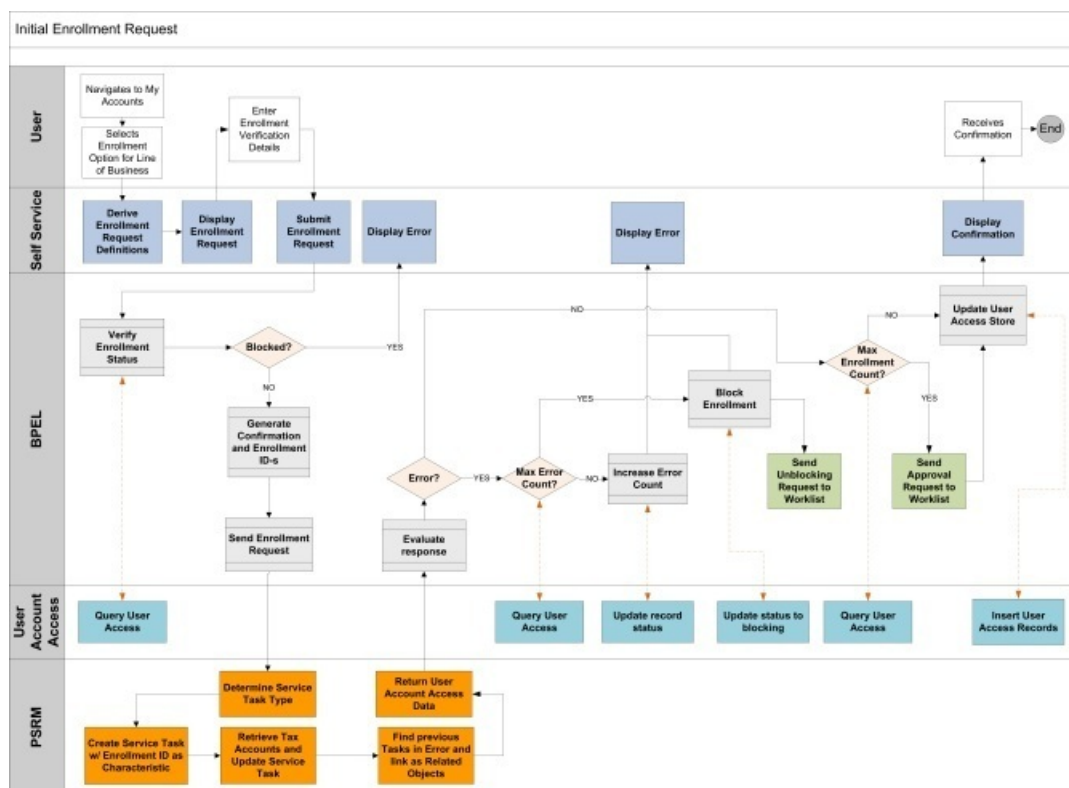 Initial Enrollment Request
User
Navigates to My
Accounts
Selects
Enrollment
Option for Line
of Business
Enter
Enrollment
Verification
Details
Receives
Confirmation
End
Self Service
Derive
Enrollment
Request
Definitions
Display
Enrollment
Request
Submit
Enrollment
Request
Display Error
Display Error
Display
Confirmation
BPEL
Verify
Enrollment
Status
Blocked?
YES
NO
Generate
Confirmation
and Enrollment
ID-s
Send Enrollment
Request
Error?
NO
YES
Evaluate
response
Max Error
Count?
YES
NO
Increase Error
Count
Block
Enrollment
Send
Unblocking
Request to
Worklist
Max
Enrollment
Count?
NO
YES
Send
Approval
Request to
Worklist
Update User
Access Store
User
Account
Access
Query User
Access
Query User
Access
Update record
status
Update status to
blocking
Query User
Access
Insert User
Access Records
PSRM
Determine Service
Task Type
Create Service Task
w/ Enrollment ID as
Characteristic
Retrieve Tax
Accounts and
Update Service
Task
Find previous
Tasks in Error and
link as Related
Objects
Return User
Account Access
Data